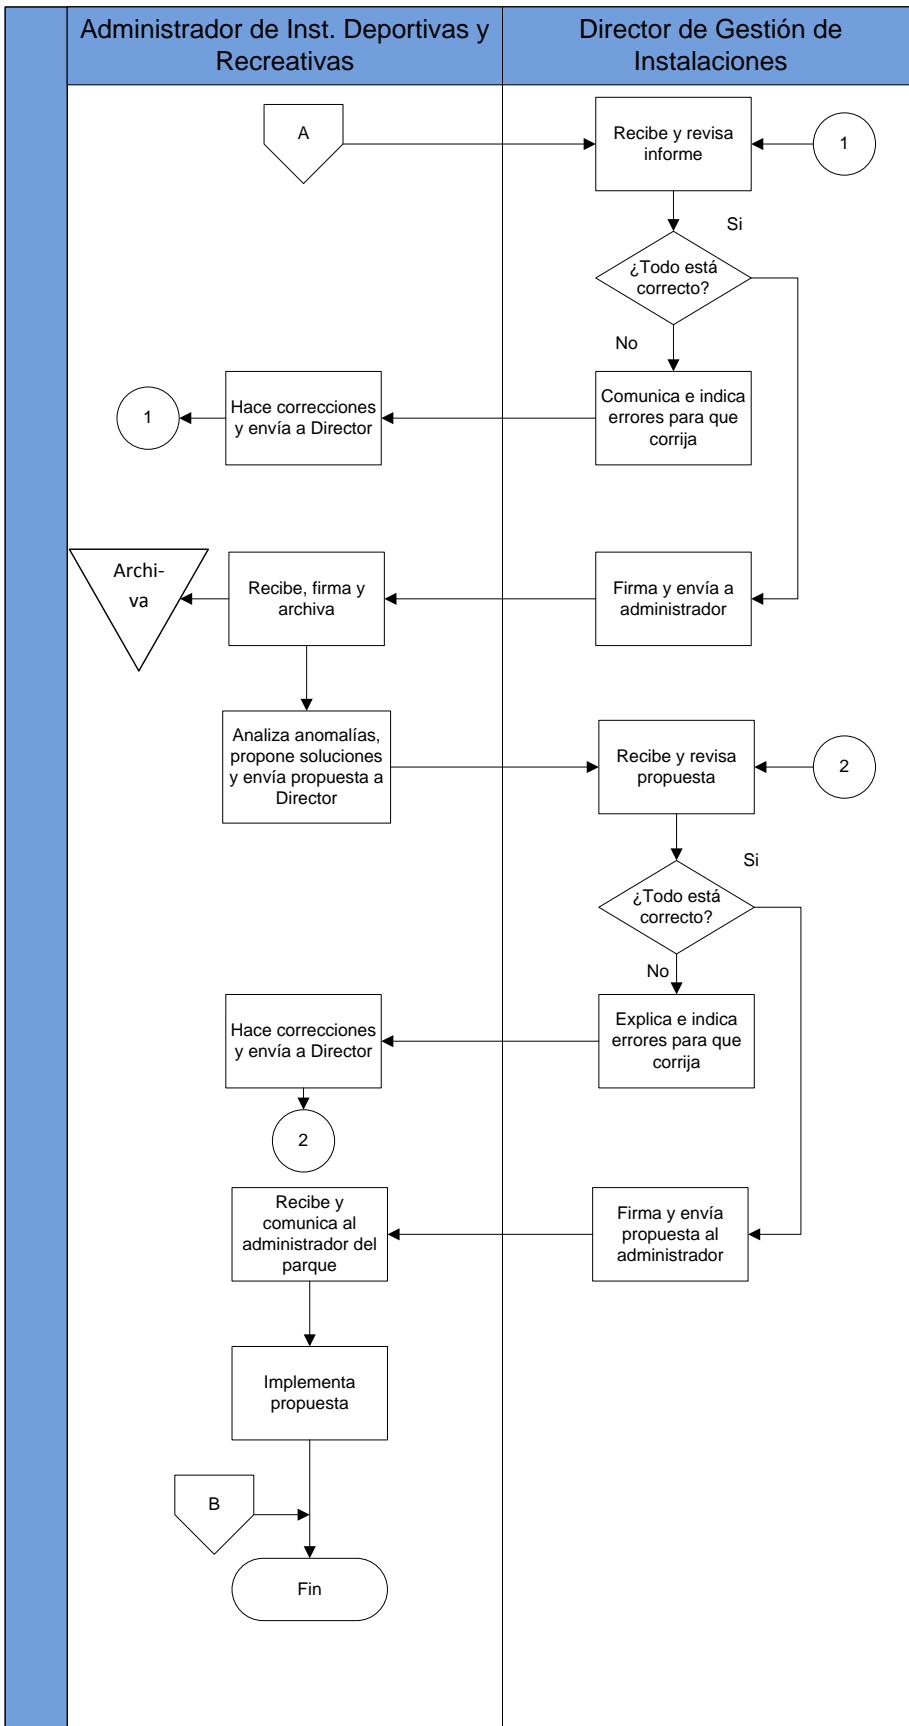 Administrador de Inst. Deportivas y
Recreativas
Director de Gestión de
Instalaciones
A
Recibe y revisa
informe
1
Si
¿Todo está
correcto?
No
1
Hace correcciones
y envía a Director
Comunica e indica
errores para que
corrija
Archi-
va
Recibe, firma y
archiva
Firma y envía a
administrador
Analiza anomalías,
propone soluciones
y envía propuesta a
Director
Recibe y revisa
propuesta
2
Si
¿Todo está
correcto?
No
Hace correcciones
y envía a Director
Explica e indica
errores para que
corrija
2
Recibe y
comunica al
administrador del
parque
Firma y envía
propuesta al
administrador
Implementa
propuesta
B
Fin